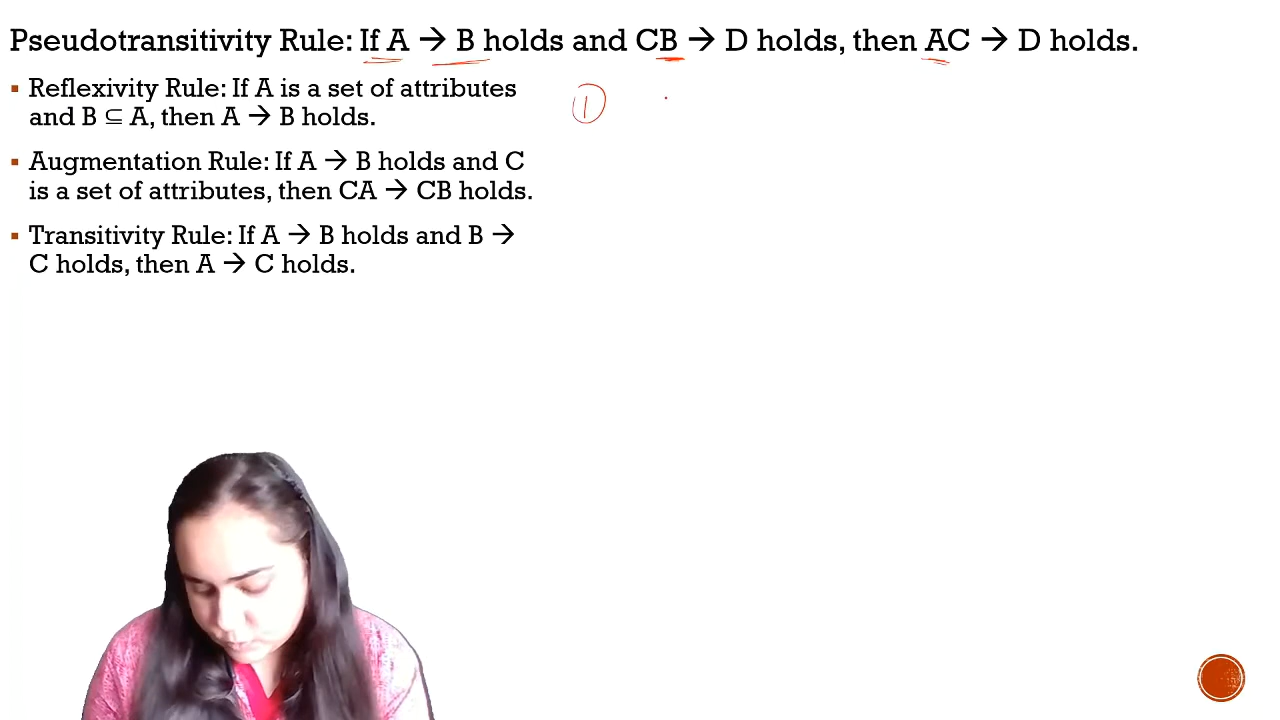 Pseudotransitivity Rule: If A → B holds and CB → D holds, then AC → D holds.
▪ Reflexivity Rule: If A is a set of attributes
and B ⊆ A, then A → B holds.
①
▪ Augmentation Rule: If A → B holds and C
is a set of attributes, then CA → CB holds.
▪ Transitivity Rule: If A → B holds and B →
C holds, then A → C holds.